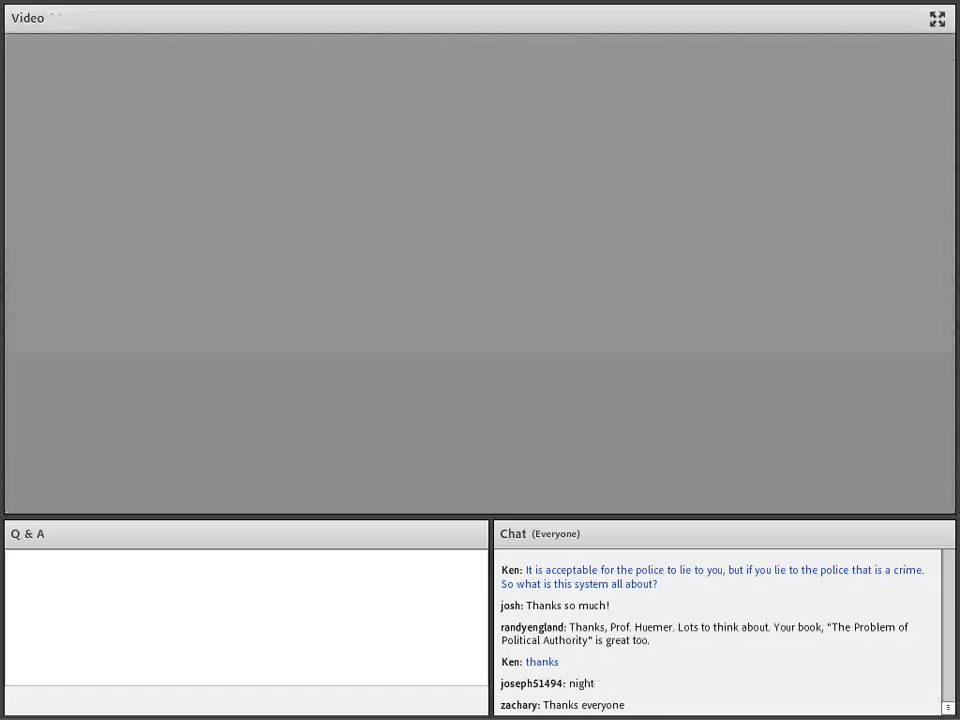 Video
Q & A
Chat (Everyone)
Ken: It is acceptable for the police to lie to you, but if you lie to the police that is a crime.
So what is this system all about?
josh: Thanks so much!
randyengland: Thanks, Prof. Huemer. Lots to think about. Your book, "The Problem of
Political Authority" is great too.
Ken: thanks
joseph51494: night
zachary: Thanks everyone